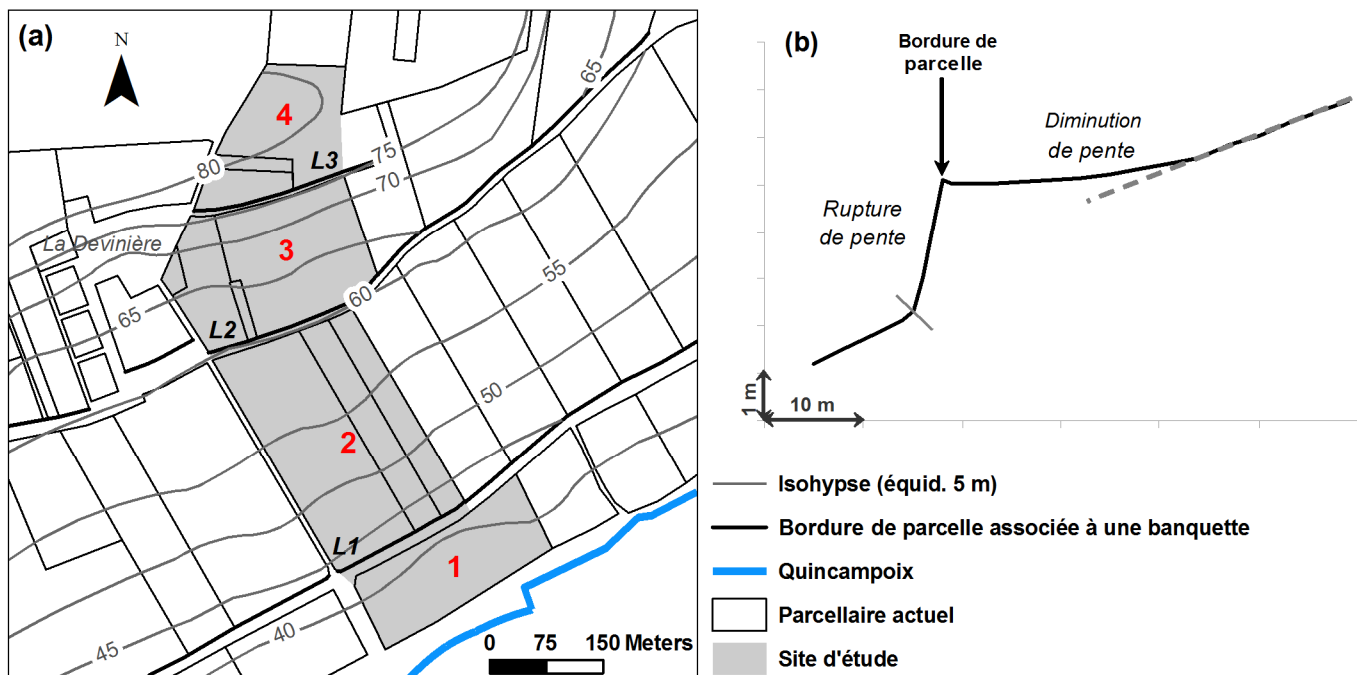 (a)
N
65
4
L3
80
75
70
La Devinière
3
60
55
65
L2
50
2
L1
1
45
40
0 75 150 Meters
(b)
Bordure de
parcelle
Diminution
de pente
Rupture
de pente
1 m
10 m
Isohypse (équid. 5 m)
Bordure de parcelle associée à une banquette
Quincampoix
Parcellaire actuel
Site d'étude